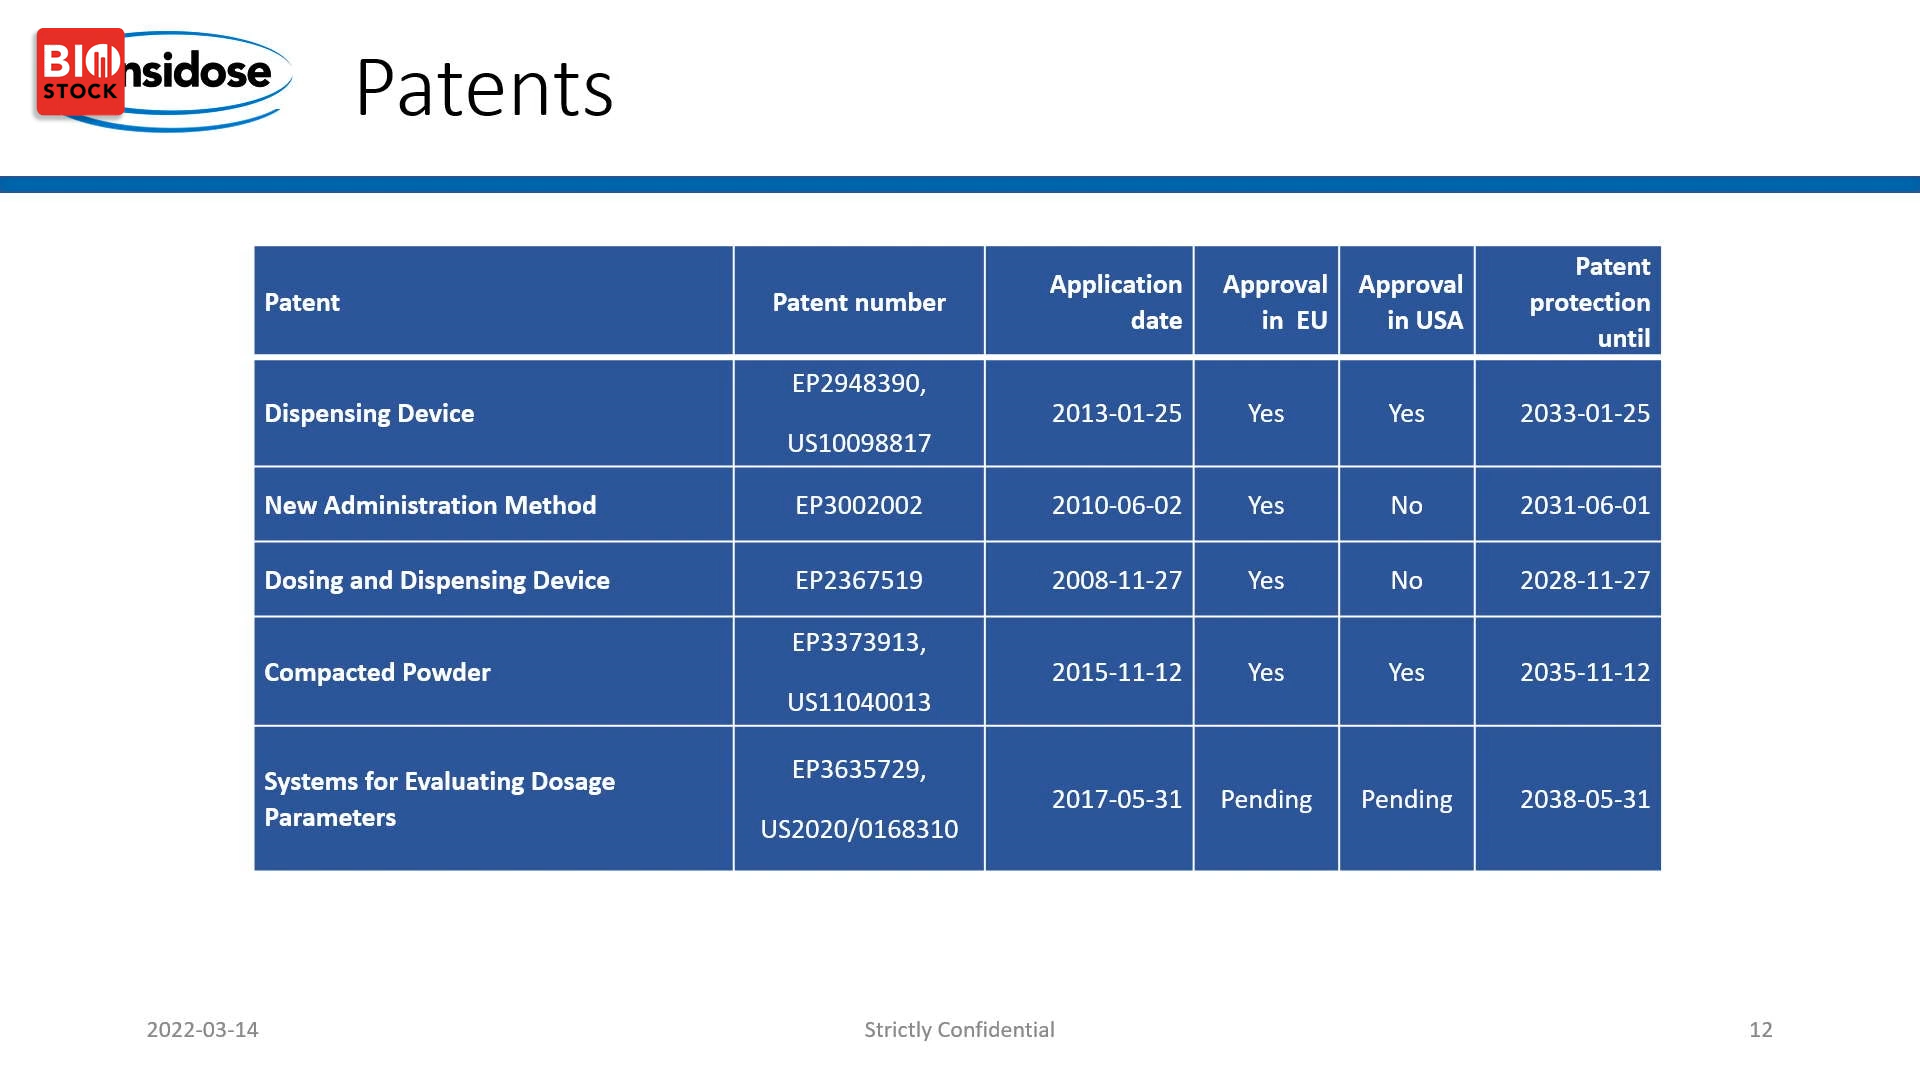 BIO
STOCK
nsidose
Patents
Patent
Patent number
Application
date
Approval
in  EU
Approval
in USA
Patent
protection
until
Dispensing Device
EP2948390,
US10098817
2013-01-25
Yes
Yes
2033-01-25
New Administration Method
EP3002002
2010-06-02
Yes
No
2031-06-01
Dosing and Dispensing Device
EP2367519
2008-11-27
Yes
No
2028-11-27
Compacted Powder
EP3373913,
US11040013
2015-11-12
Yes
Yes
2035-11-12
Systems for Evaluating Dosage
Parameters
EP3635729,
US2020/0168310
2017-05-31
Pending
Pending
2038-05-31
2022-03-14
Strictly Confidential
12